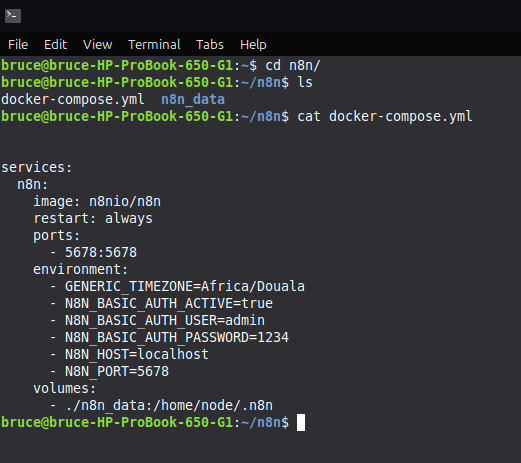 File Edit View Terminal Tabs Help
bruce@bruce-HP-ProBook-650-G1:~$ cd n8n/
bruce@bruce-HP-ProBook-650-G1:~/n8n$ ls
docker-compose.yml  n8n_data
bruce@bruce-HP-ProBook-650-G1:~/n8n$ cat docker-compose.yml
services:
  n8n:
    image: n8nio/n8n
    restart: always
    ports:
      - 5678:5678
    environment:
      - GENERIC_TIMEZONE=Africa/Douala
      - N8N_BASIC_AUTH_ACTIVE=true
      - N8N_BASIC_AUTH_USER=admin
      - N8N_BASIC_AUTH_PASSWORD=1234
      - N8N_HOST=localhost
      - N8N_PORT=5678
    volumes:
      - ./n8n_data:/home/node/.n8n
bruce@bruce-HP-ProBook-650-G1:~/n8n$